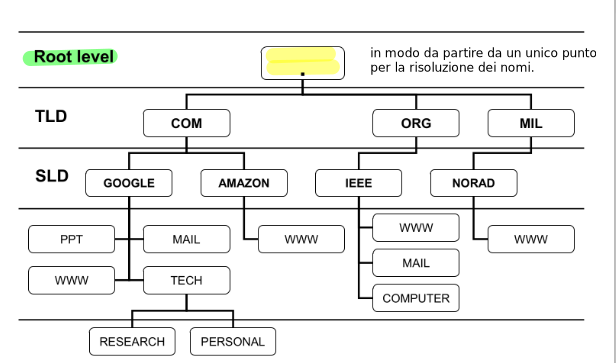 Root level
.
in modo da partire da un unico punto
per la risoluzione dei nomi.
TLD
COM
ORG
MIL
SLD
GOOGLE
AMAZON
IEEE
NORAD
PPT
MAIL
WWW
WWW
WWW
WWW
TECH
MAIL
COMPUTER
RESEARCH
PERSONAL